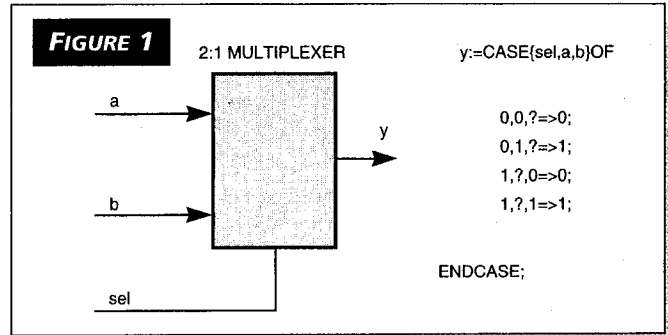 FIGURE 1
2:1 MULTIPLEXER
a
b
sel
y
y:=CASE{sel,a,b}OF
0,0,?=>0;
0,1,?=>1;
1,?,0=>0;
1,?,1=>1;
ENDCASE;